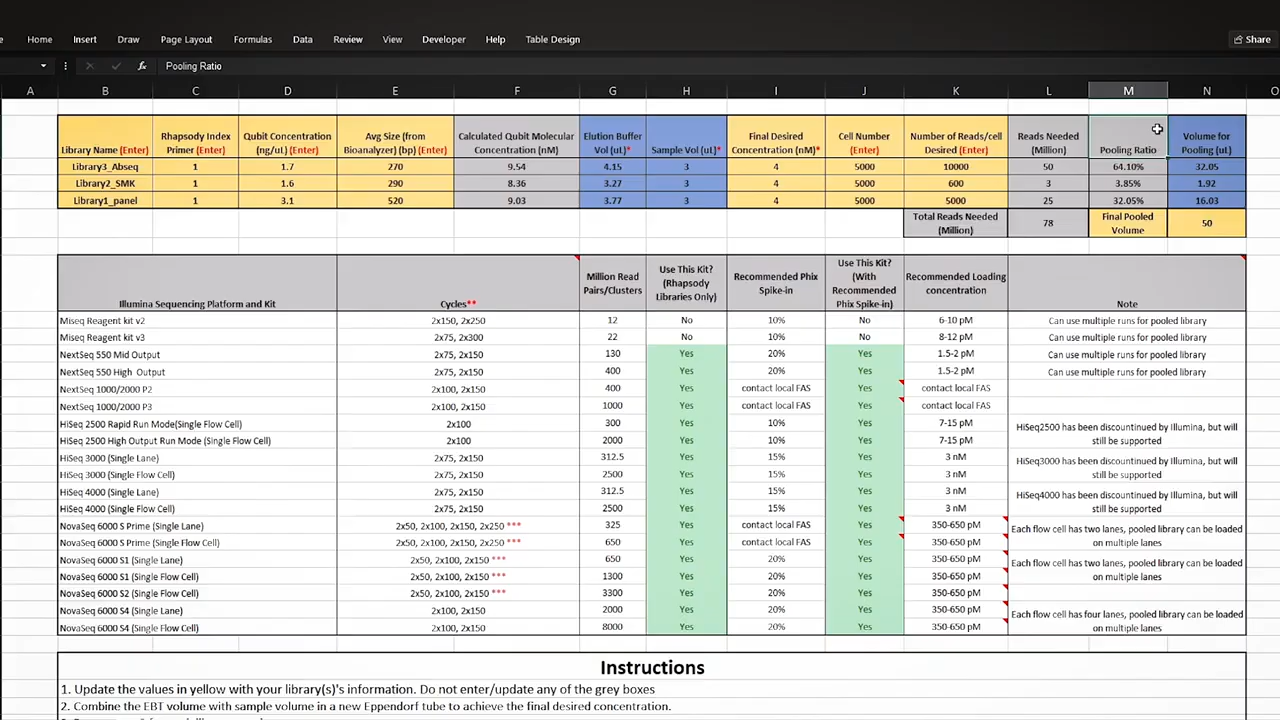 Home Insert Draw Page Layout Formulas Data Review View Developer Help Table Design Share
fx Pooling Ratio
A B C D E F G H I J K L M N O
Library Name (Enter) Rhapsody Index Primer (Enter) Qubit Concentration (ng/uL) (Enter) Avg Size (from Bioanalyzer) (bp) (Enter) Calculated Qubit Molecular Concentration (nM) Elution Buffer Vol (uL)* Sample Vol (uL)* Final Desired Concentration (nM)* Cell Number (Enter) Number of Reads/cell Desired (Enter) Reads Needed (Million) Pooling Ratio Volume for Pooling (uL)
Library3_Abseq 1 1.7 270 9.54 4.15 3 4 5000 10000 50 64.10% 32.05
Library2_SMK 1 1.6 290 8.36 3.27 3 4 5000 600 3 3.85% 1.92
Library1_panel 1 3.1 520 9.03 3.77 3 4 5000 5000 25 32.05% 16.03
Total Reads Needed (Million) 78 Final Pooled Volume 50
Illumina Sequencing Platform and Kit Cycles** Million Read Pairs/Clusters Use This Kit? (Rhapsody Libraries Only) Recommended Phix Spike-in Use This Kit? (With Recommended Phix Spike-in) Recommended Loading concentration Note
Miseq Reagent kit v2 2x150, 2x250 12 No 10% No 6-10 pM Can use multiple runs for pooled library
Miseq Reagent kit v3 2x75, 2x300 22 No 10% No 8-12 pM Can use multiple runs for pooled library
NextSeq 550 Mid Output 2x75, 2x150 130 Yes 20% Yes 1.5-2 pM Can use multiple runs for pooled library
NextSeq 550 High Output 2x75, 2x150 400 Yes 20% Yes 1.5-2 pM Can use multiple runs for pooled library
NextSeq 1000/2000 P2 2x100, 2x150 400 Yes contact local FAS Yes contact local FAS
NextSeq 1000/2000 P3 2x100, 2x150 1000 Yes contact local FAS Yes contact local FAS
HiSeq 2500 Rapid Run Mode(Single Flow Cell) 2x100 300 Yes 10% Yes 7-15 pM HiSeq2500 has been discontinued by Illumina, but will
HiSeq 2500 High Output Run Mode (Single Flow Cell) 2x100 2000 Yes 10% Yes 7-15 pM still be supported
HiSeq 3000 (Single Lane) 2x75, 2x150 312.5 Yes 15% Yes 3 nM HiSeq3000 has been discontinued by Illumina, but will
HiSeq 3000 (Single Flow Cell) 2x75, 2x150 2500 Yes 15% Yes 3 nM still be supported
HiSeq 4000 (Single Lane) 2x75, 2x150 312.5 Yes 15% Yes 3 nM HiSeq4000 has been discontinued by Illumina, but will
HiSeq 4000 (Single Flow Cell) 2x75, 2x150 2500 Yes 15% Yes 3 nM still be supported
NovaSeq 6000 S Prime (Single Lane) 2x50, 2x100, 2x150, 2x250 *** 325 Yes contact local FAS Yes 350-650 pM Each flow cell has two lanes, pooled library can be loaded
NovaSeq 6000 S Prime (Single Flow Cell) 2x50, 2x100, 2x150, 2x250 *** 650 Yes contact local FAS Yes 350-650 pM on multiple lanes
NovaSeq 6000 S1 (Single Lane) 2x50, 2x100, 2x150 *** 650 Yes 20% Yes 350-650 pM Each flow cell has two lanes, pooled library can be loaded
NovaSeq 6000 S1 (Single Flow Cell) 2x50, 2x100, 2x150 *** 1300 Yes 20% Yes 350-650 pM on multiple lanes
NovaSeq 6000 S2 (Single Flow Cell) 2x50, 2x100, 2x150 *** 3300 Yes 20% Yes 350-650 pM
NovaSeq 6000 S4 (Single Lane) 2x100, 2x150 2000 Yes 20% Yes 350-650 pM Each flow cell has four lanes, pooled library can be loaded
NovaSeq 6000 S4 (Single Flow Cell) 2x100, 2x150 8000 Yes 20% Yes 350-650 pM on multiple lanes
Instructions
1. Update the values in yellow with your library(s)'s information. Do not enter/update any of the grey boxes
2. Combine the EBT volume with sample volume in a new Eppendorf tube to achieve the final desired concentration.